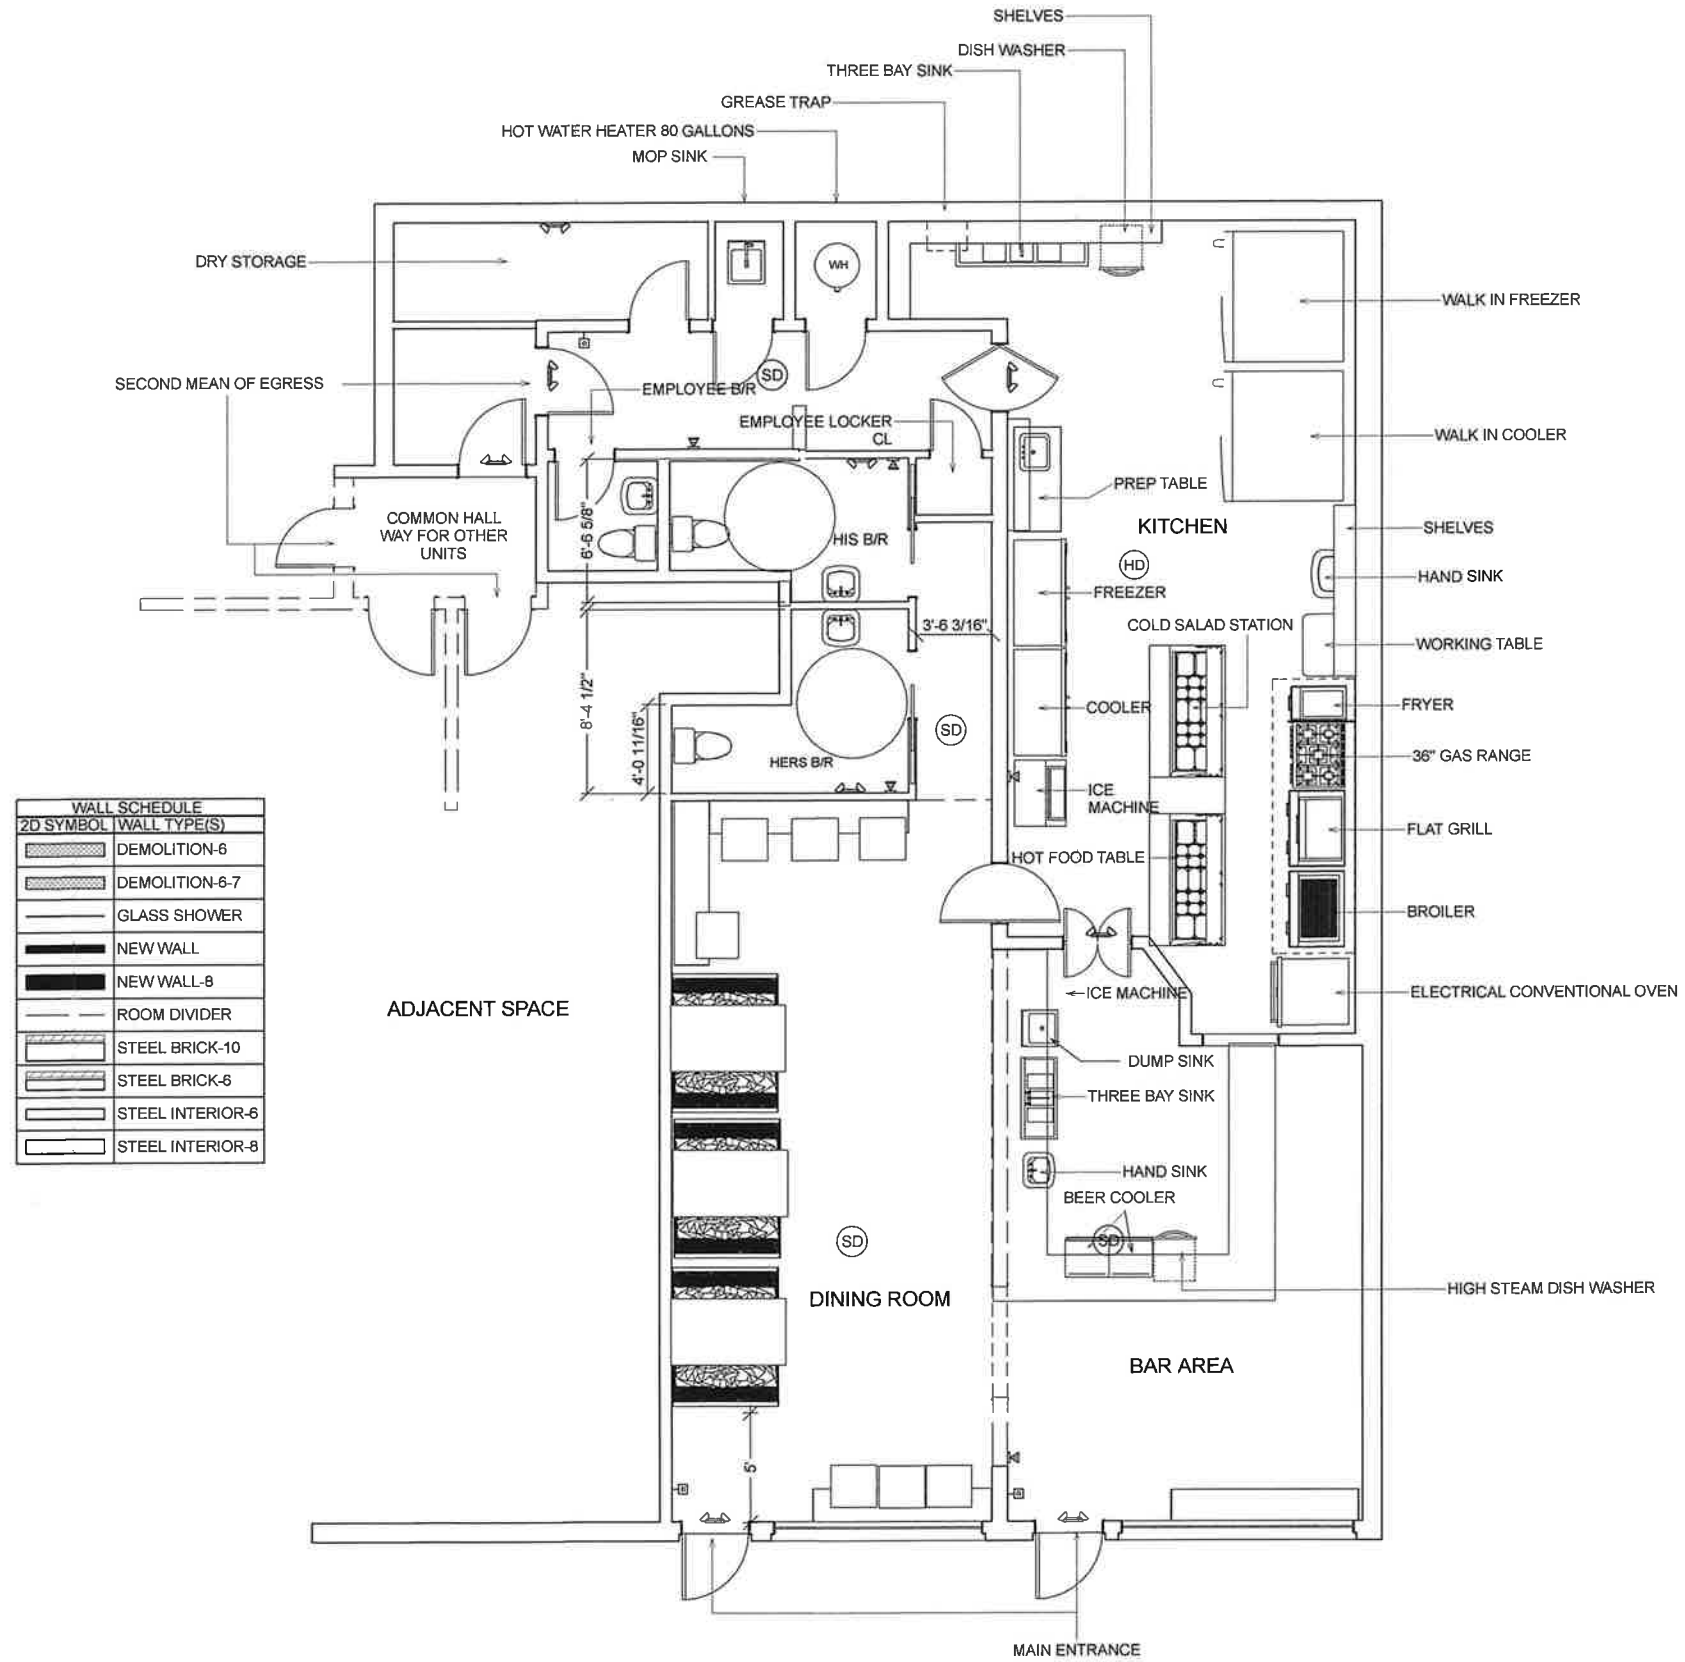 SHELVES
DISH WASHER
THREE BAY SINK
GREASE TRAP
HOT WATER HEATER 80 GALLONS
MOP SINK
DRY STORAGE
WH
WALK IN FREEZER
SECOND MEAN OF EGRESS
SD
EMPLOYEE B/R
EMPLOYEE LOCKER
CL
WALK IN COOLER
PREP TABLE
COMMON HALL
WAY FOR OTHER
UNITS
6'-6 5/8"
HIS B/R
KITCHEN
SHELVES
HD
HAND SINK
FREEZER
3'-6 3/16"
COLD SALAD STATION
WORKING TABLE
8'-4 1/2"
4'-0 11/16"
SD
COOLER
FRYER
HERS B/R
36" GAS RANGE
ICE
MACHINE
WALL SCHEDULE
2D SYMBOL WALL TYPE(S)
DEMOLITION-6
DEMOLITION-6-7
GLASS SHOWER
NEW WALL
NEW WALL-8
ROOM DIVIDER
STEEL BRICK-10
STEEL BRICK-6
STEEL INTERIOR-6
STEEL INTERIOR-8
FLAT GRILL
HOT FOOD TABLE
BROILER
ADJACENT SPACE
ICE MACHINE
ELECTRICAL CONVENTIONAL OVEN
DUMP SINK
THREE BAY SINK
HAND SINK
BEER COOLER
SD
SD
HIGH STEAM DISH WASHER
DINING ROOM
BAR AREA
5'
MAIN ENTRANCE